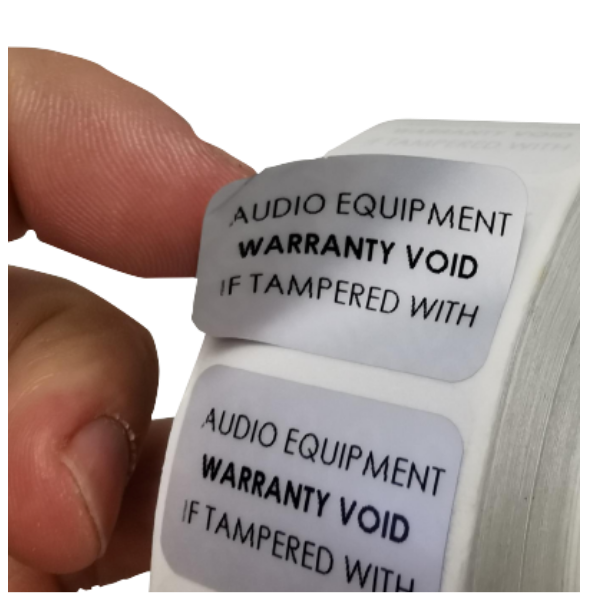 AUDIO EQUIPMENT
WARRANTY VOID
IF TAMPERED WITH
AUDIO EQUIPMENT
WARRANTY VOID
IF TAMPERED WITH